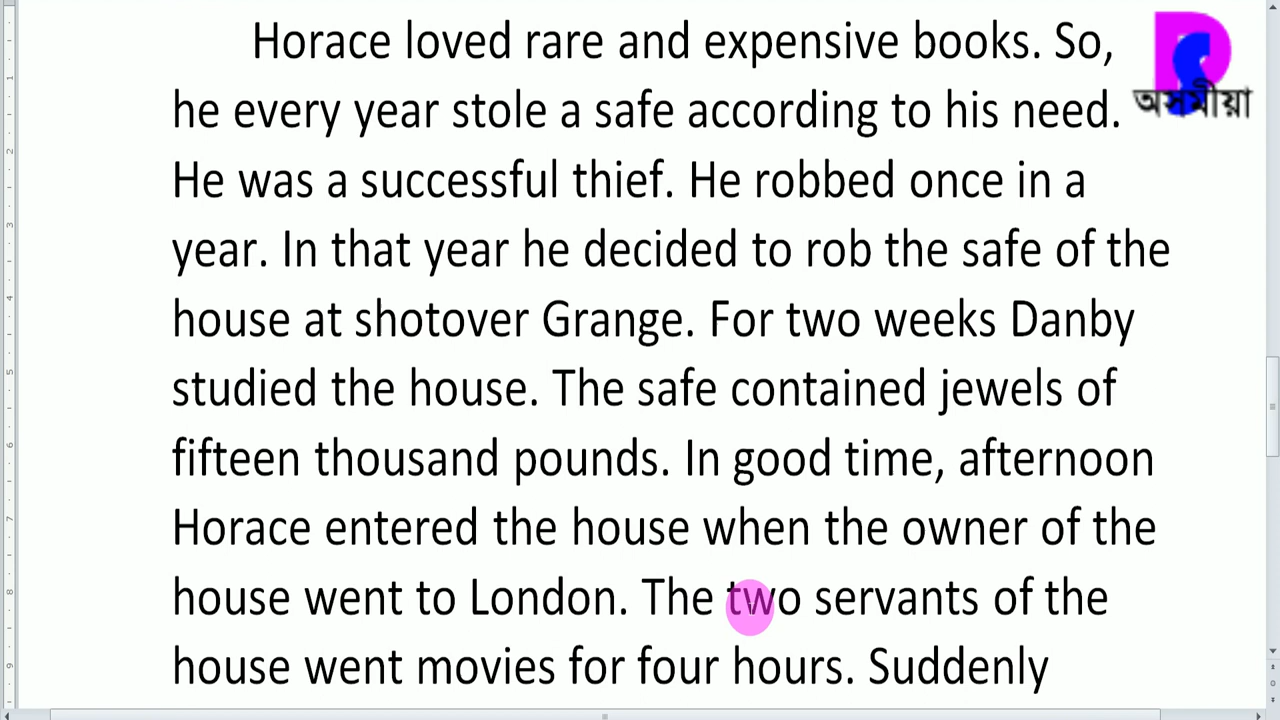 Horace loved rare and expensive books. So,
he every year stole a safe according to his need.
অসমীয়া
He was a successful thief. He robbed once in a
year. In that year he decided to rob the safe of the
house at shotover Grange. For two weeks Danby
studied the house. The safe contained jewels of
fifteen thousand pounds. In good time, afternoon
Horace entered the house when the owner of the
house went to London. The two servants of the
house went movies for four hours. Suddenly